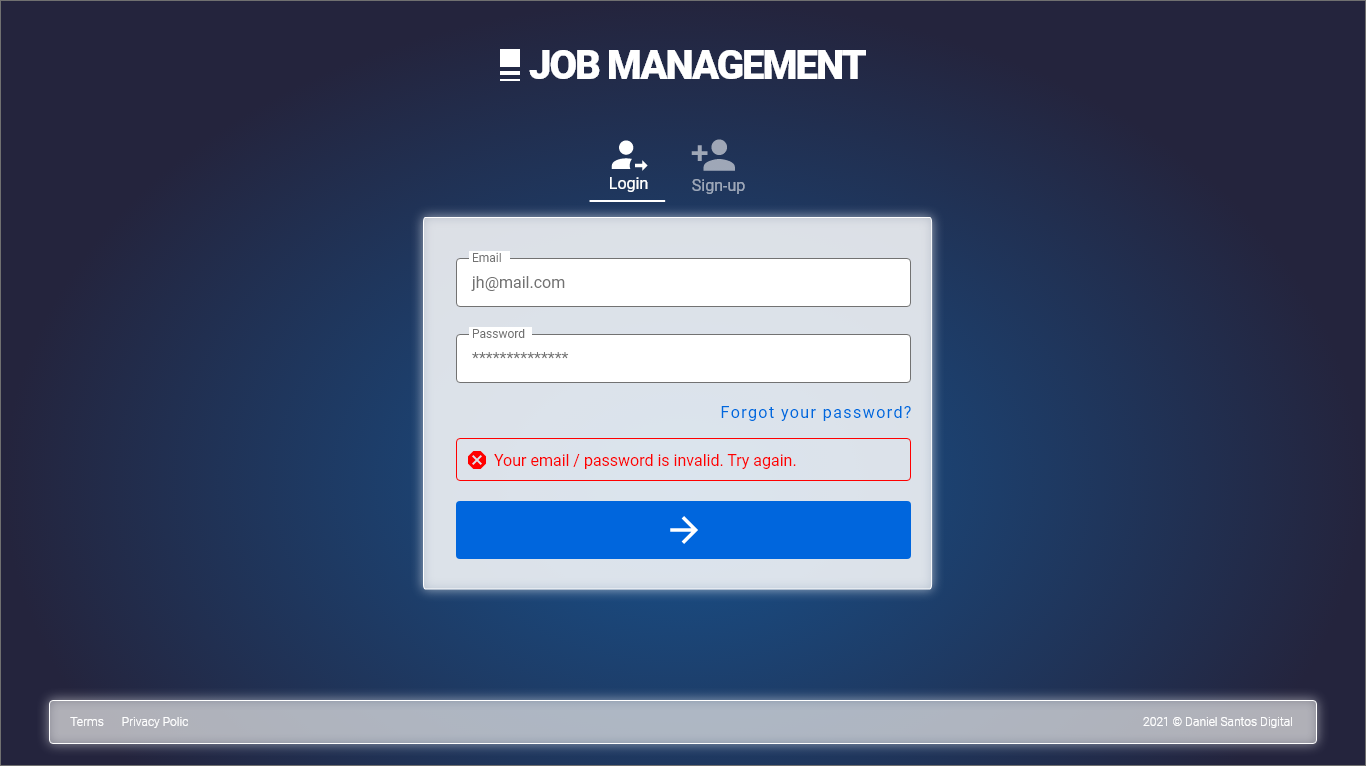 JOB MANAGEMENT
Login
Sign-up
Email
jh@mail.com
Password
**************
Forgot your password?
Your email / password is invalid. Try again.
Terms
Privacy Polic
2021 © Daniel Santos Digital